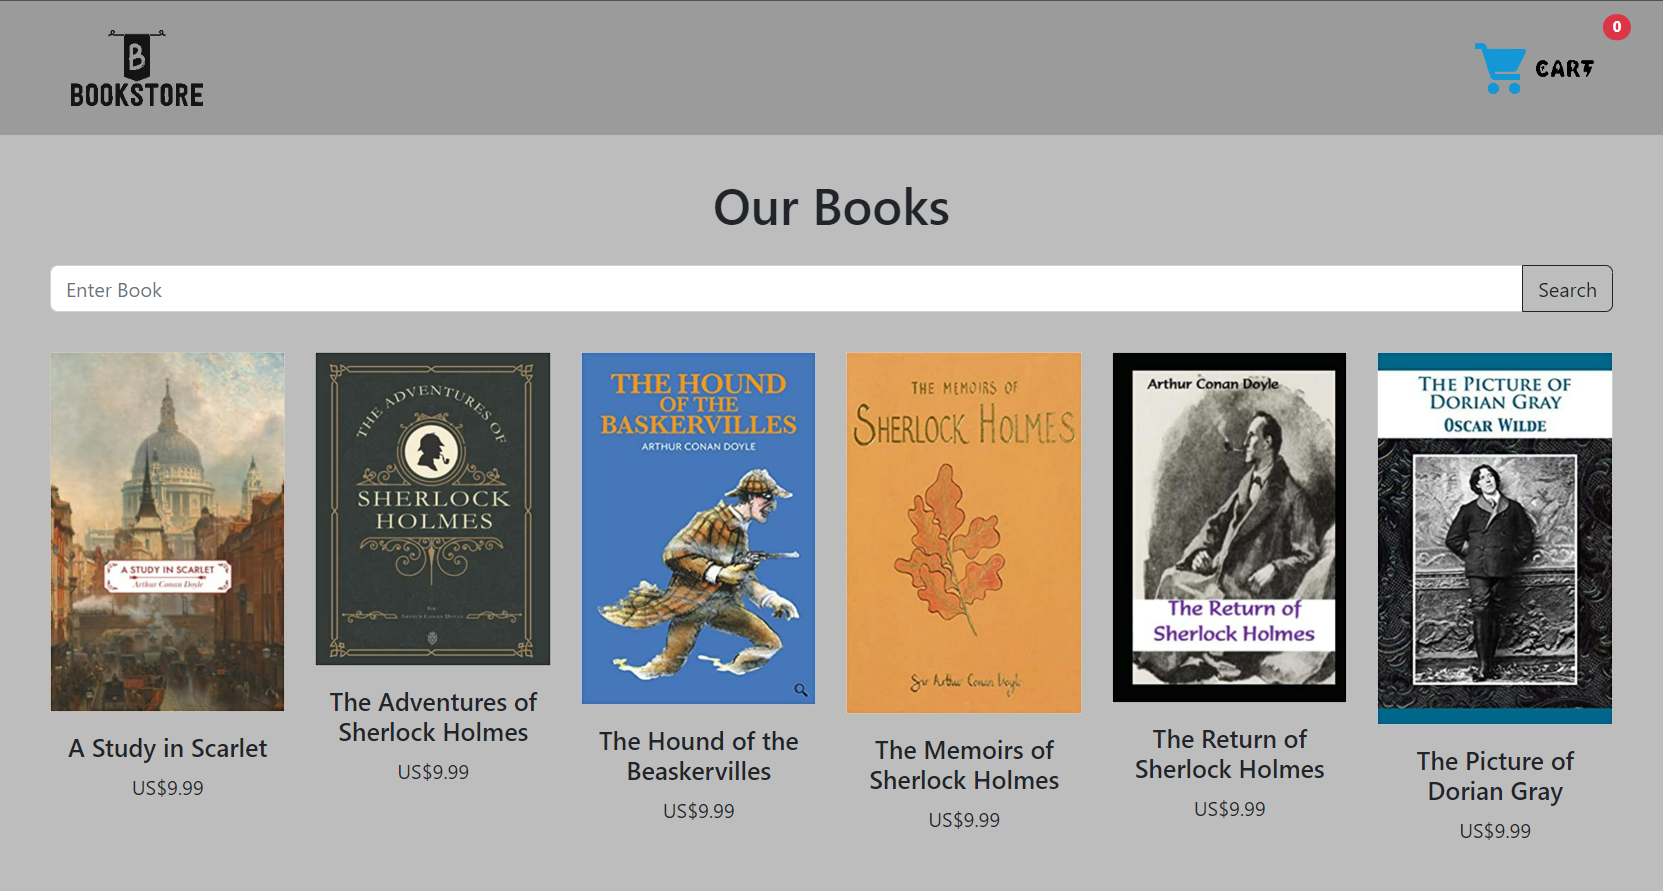 0
B
BOOKSTORE
CART
Our Books
Enter Book
Search
A STUDY IN SCARLET
Arthur Conan Doyle
THE ADVENTURES OF
SHERLOCK
HOLMES
SIR
ARTHUR CONAN DOYLE
THE HOUND
OF THE
BASKERVILLES
ARTHUR CONAN DOYLE
THE MEMOIRS OF
SHERLOCK HOLMES
Sir Arthur Conan Doyle
Arthur Conan Doyle
The Return of
Sherlock Holmes
THE PICTURE OF
DORIAN GRAY
OSCAR WILDE
A Study in Scarlet
US$9.99
The Adventures of
Sherlock Holmes
US$9.99
The Hound of the
Beaskervilles
US$9.99
The Memoirs of
Sherlock Holmes
US$9.99
The Return of
Sherlock Holmes
US$9.99
The Picture of
Dorian Gray
US$9.99